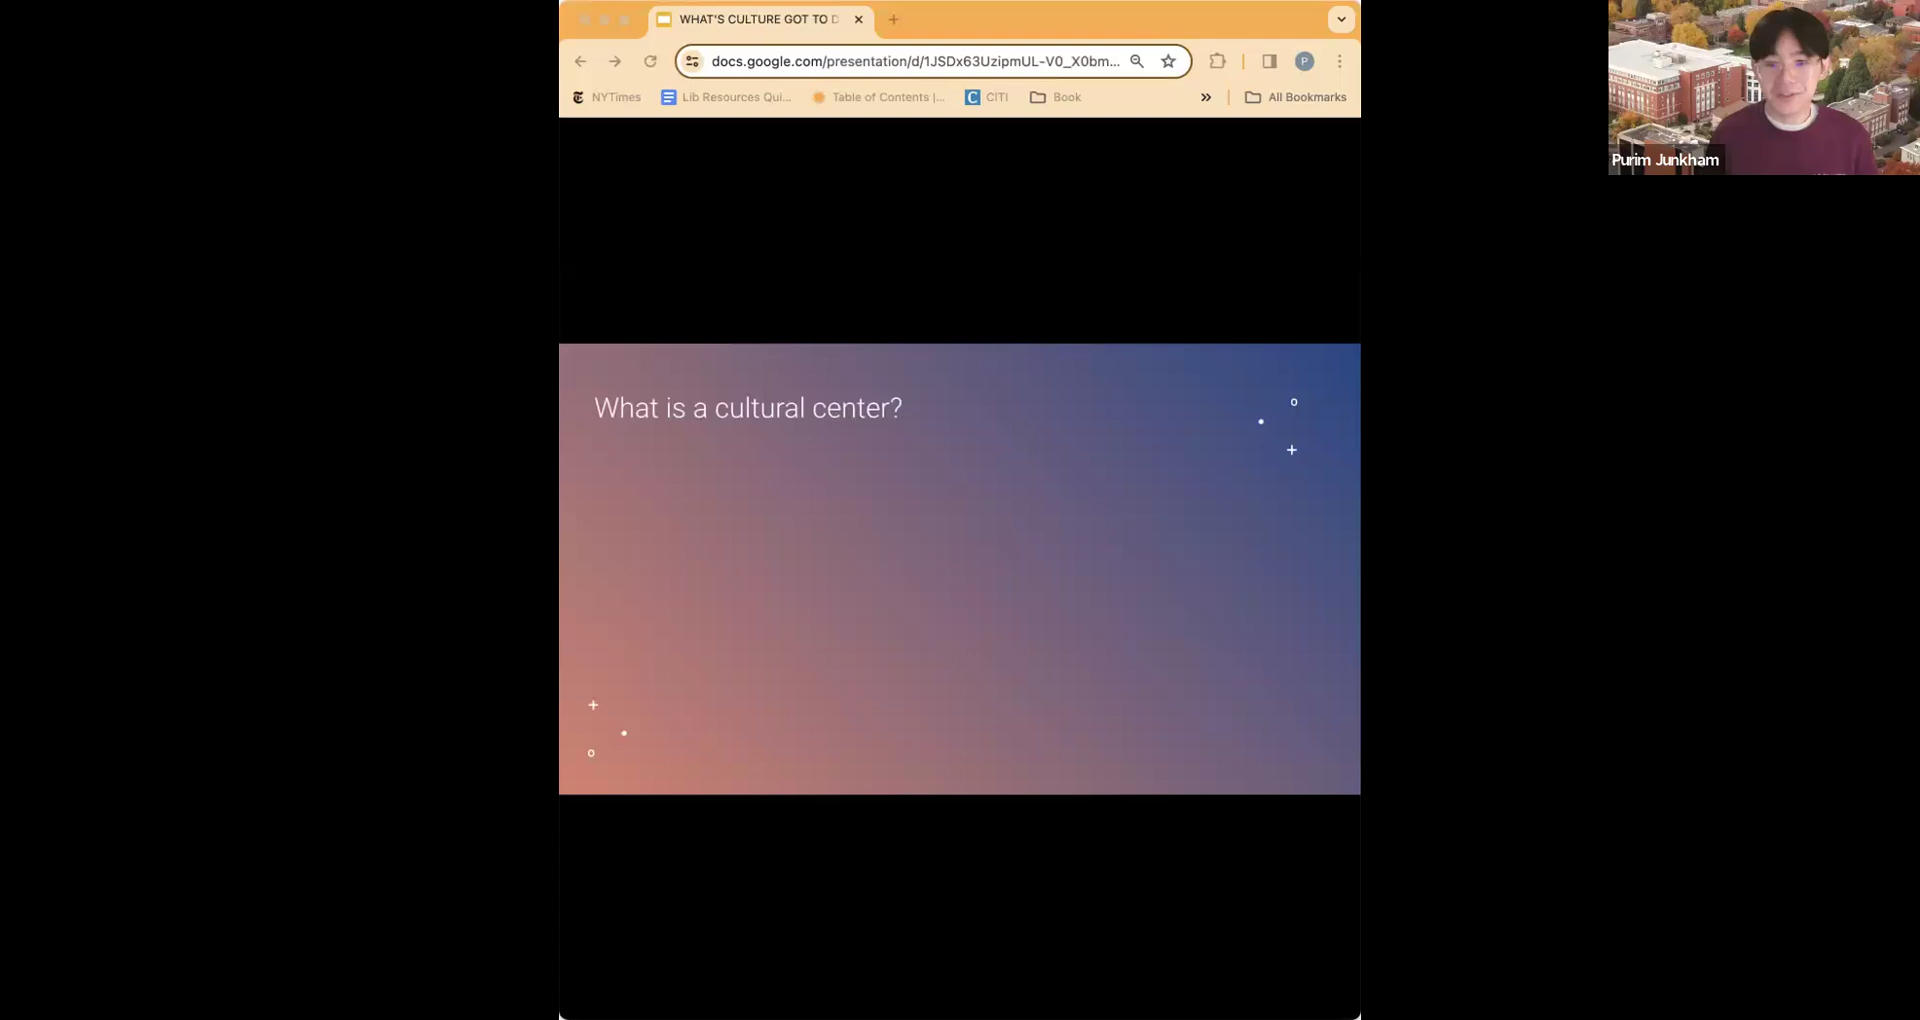 WHAT'S CULTURE GOT TO D
docs.google.com/presentation/d/1JSDx63UzipmUL-V0_X0bm...
P
NYTimes
Lib Resources Qui...
Table of Contents |...
C CITI
Book
All Bookmarks
Purim Junkham
What is a cultural center?